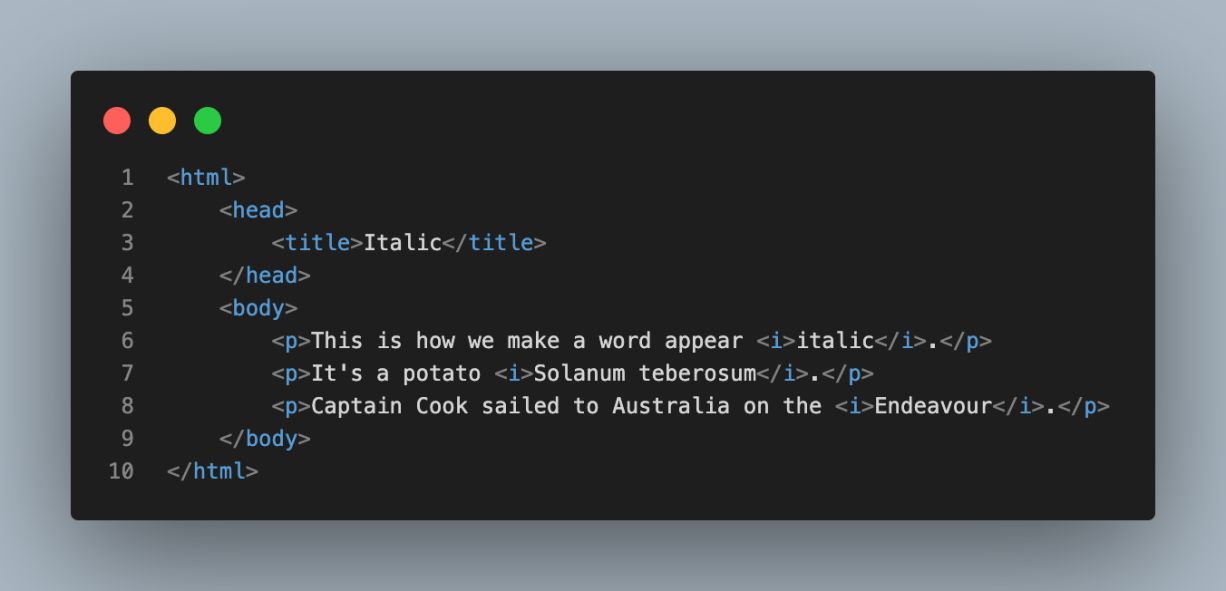 1 <html>
2     <head>
3         <title>Italic</title>
4     </head>
5     <body>
6         <p>This is how we make a word appear <i>italic</i>.</p>
7         <p>It's a potato <i>Solanum teberosum</i>.</p>
8         <p>Captain Cook sailed to Australia on the <i>Endeavour</i>.</p>
9     </body>
10 </html>